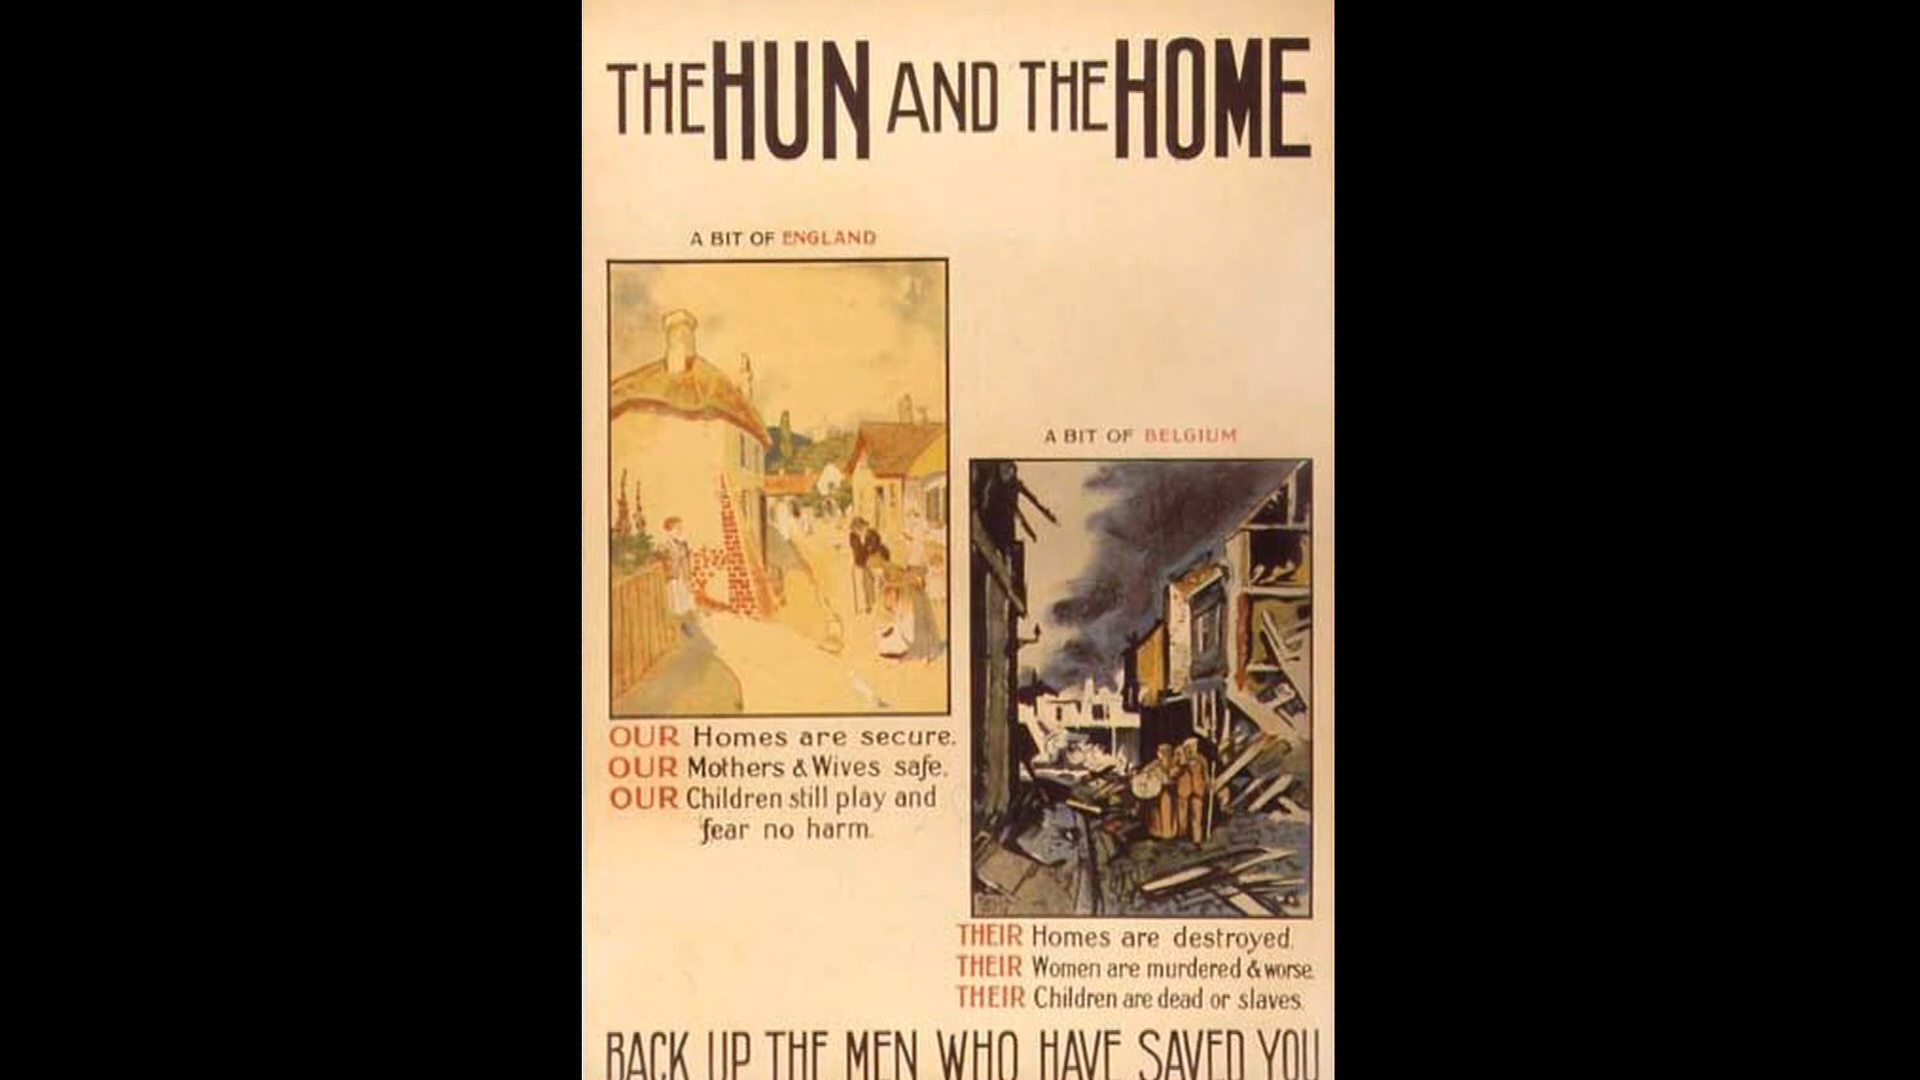 THE HUN AND THE HOME
A BIT OF ENGLAND
OUR Homes are secure.
OUR Mothers & Wives safe.
OUR Children still play and
fear no harm.
A BIT OF BELGIUM
THEIR Homes are destroyed.
THEIR Women are murdered & worse.
THEIR Children are dead or slaves.
BACK UP THE MEN WHO HAVE SAVED YOU